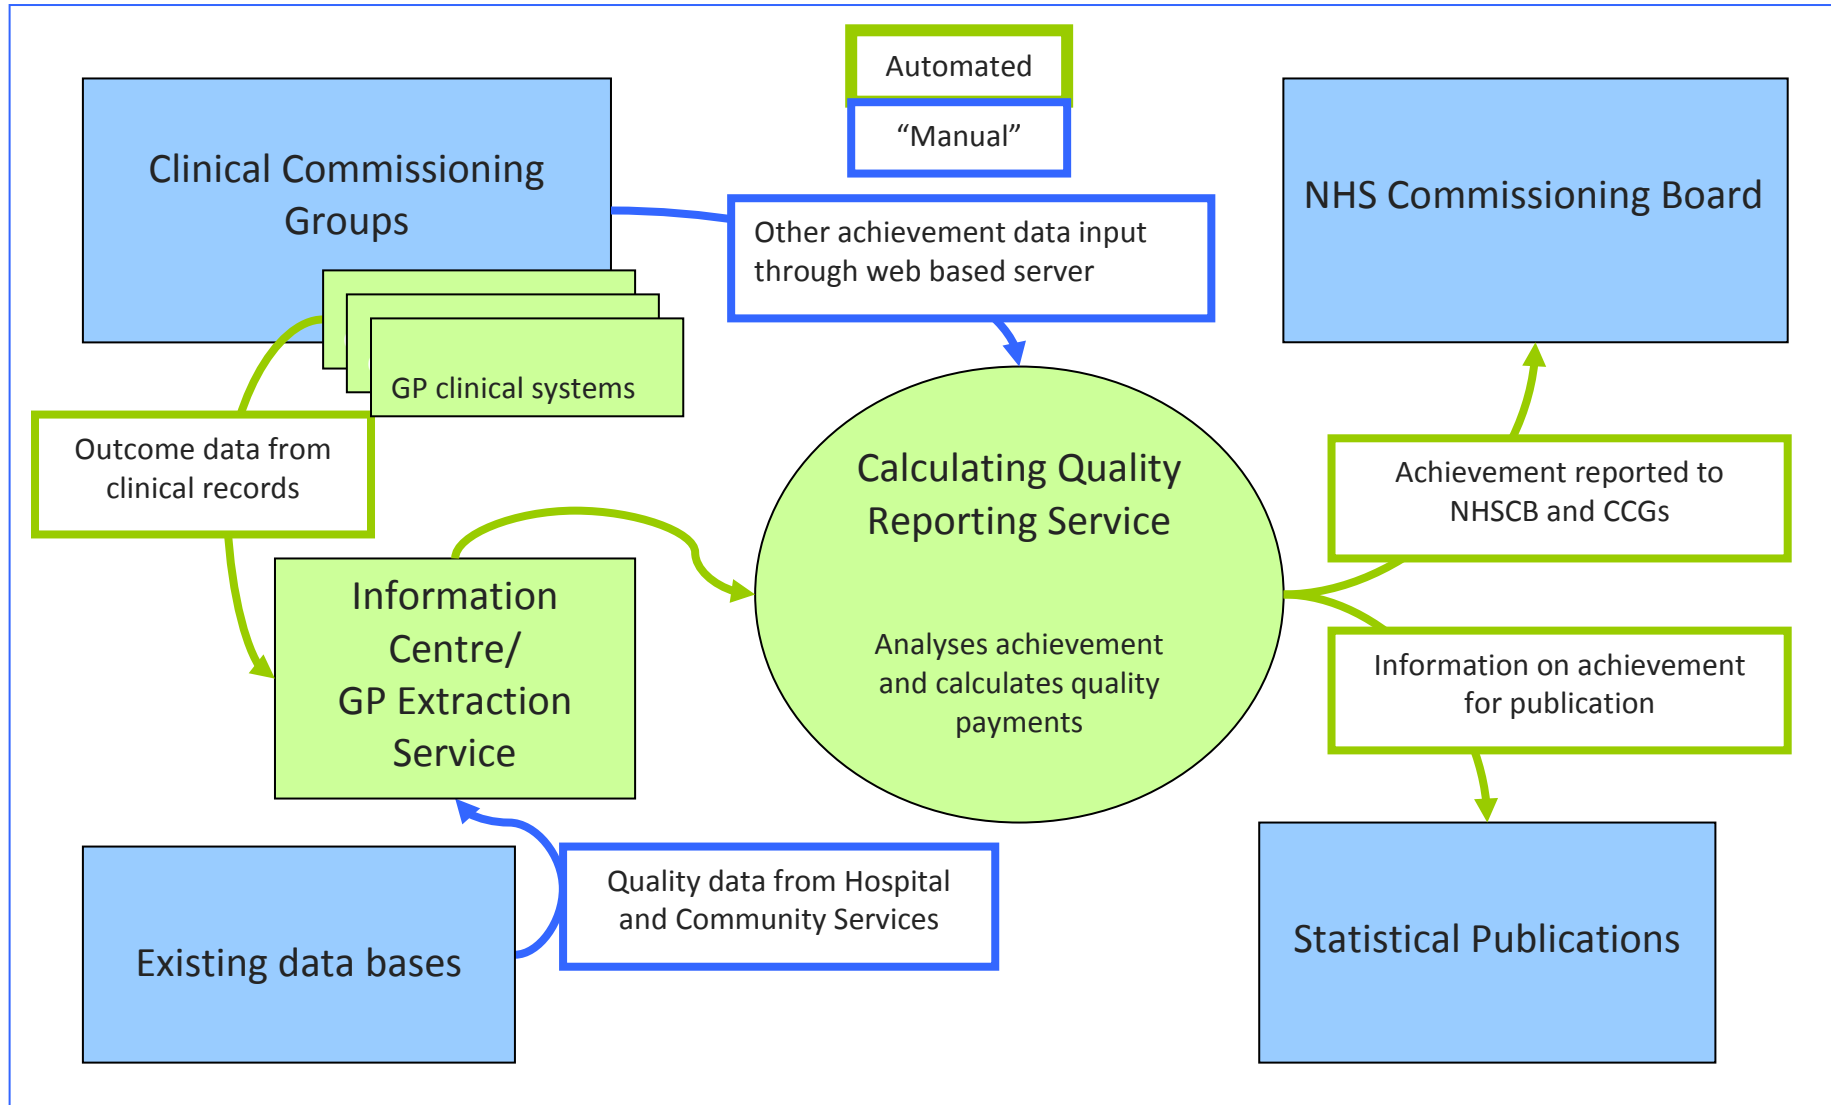 Automated
“Manual”
Clinical Commissioning
Groups
Other achievement data input
through web based server
NHS Commissioning Board
GP clinical systems
Outcome data from
clinical records
Calculating Quality
Reporting Service
Analyses achievement
and calculates quality
payments
Achievement reported to
NHSCB and CCGs
Information
Centre/
GP Extraction
Service
Information on achievement
for publication
Quality data from Hospital
and Community Services
Existing data bases
Statistical Publications